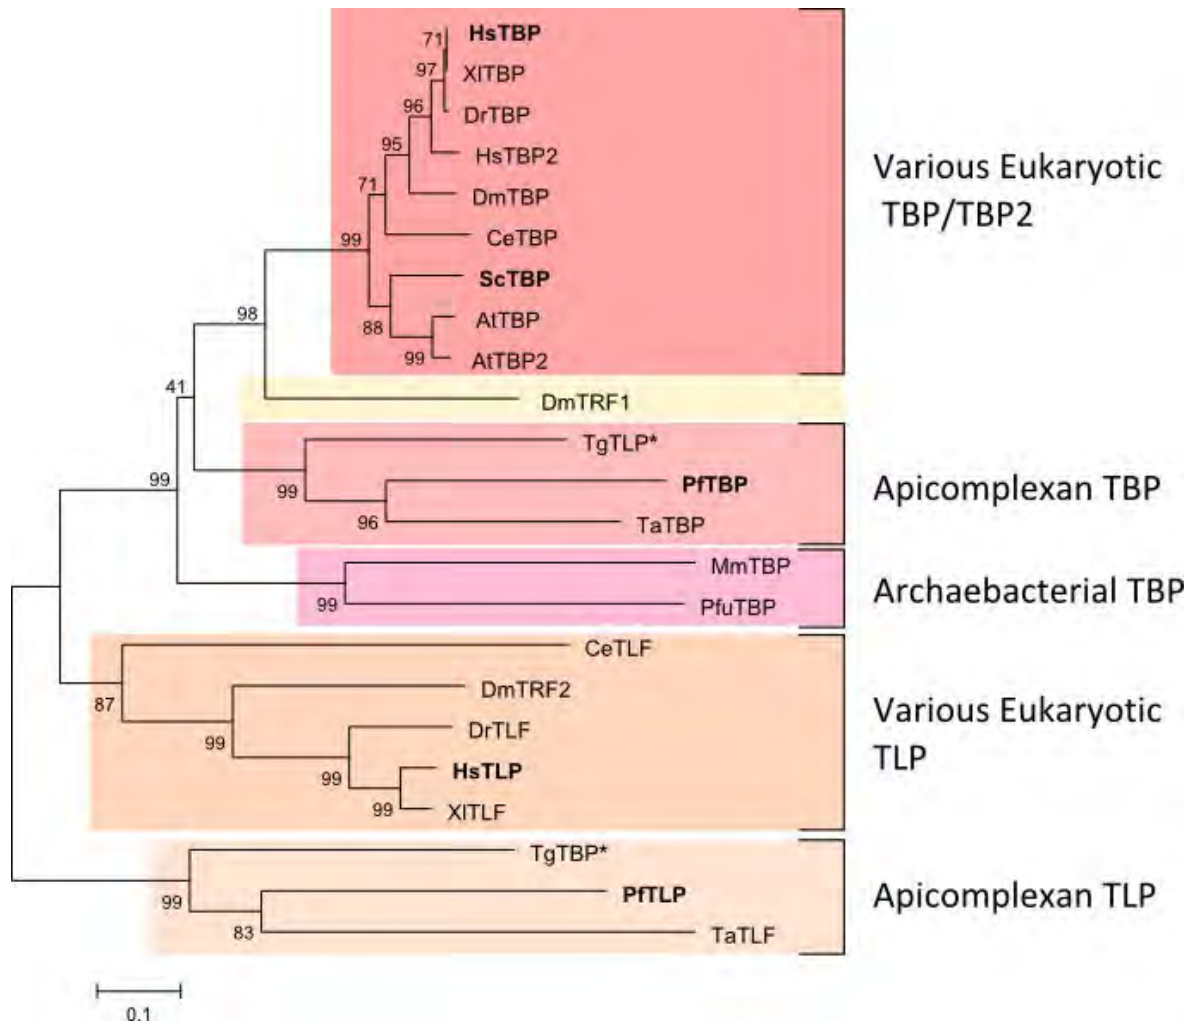 71
HsTBP
97
XlTBP
96
DrTBP
95
HsTBP2
71
DmTBP
99
CeTBP
ScTBP
98
88
AtTBP
99
AtTBP2
41
DmTRF1
99
TgTLP*
99
PfTBP
96
TaTBP
MmTBP
99
PfuTBP
CeTLF
87
DmTRF2
99
DrTLF
99
HsTLP
99
XlTLF
TgTBP*
99
PfTLP
83
TaTLF
0.1
Various Eukaryotic
TBP/TBP2
Apicomplexan TBP
Archaebacterial TBP
Various Eukaryotic
TLP
Apicomplexan TLP